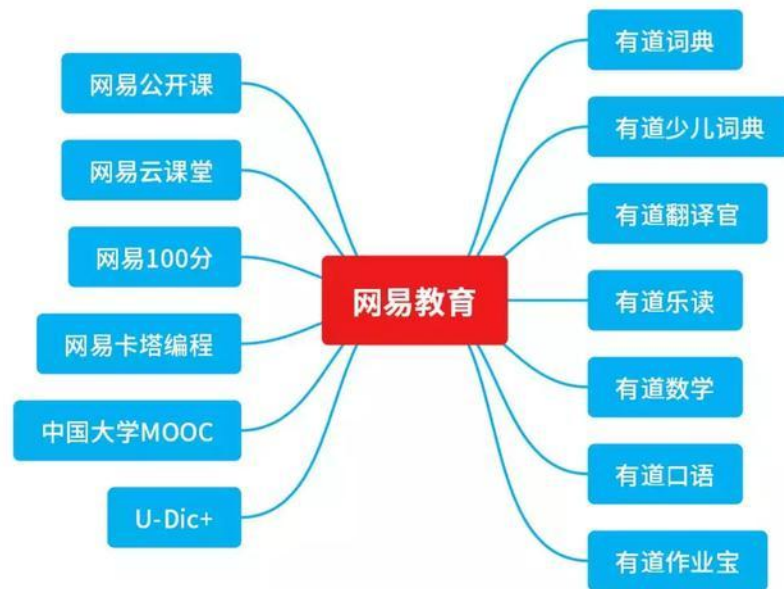 网易公开课
网易云课堂
网易100分
网易卡塔编程
中国大学MOOC
U-Dic+
网易教育
有道词典
有道少儿词典
有道翻译官
有道乐读
有道数学
有道口语
有道作业宝